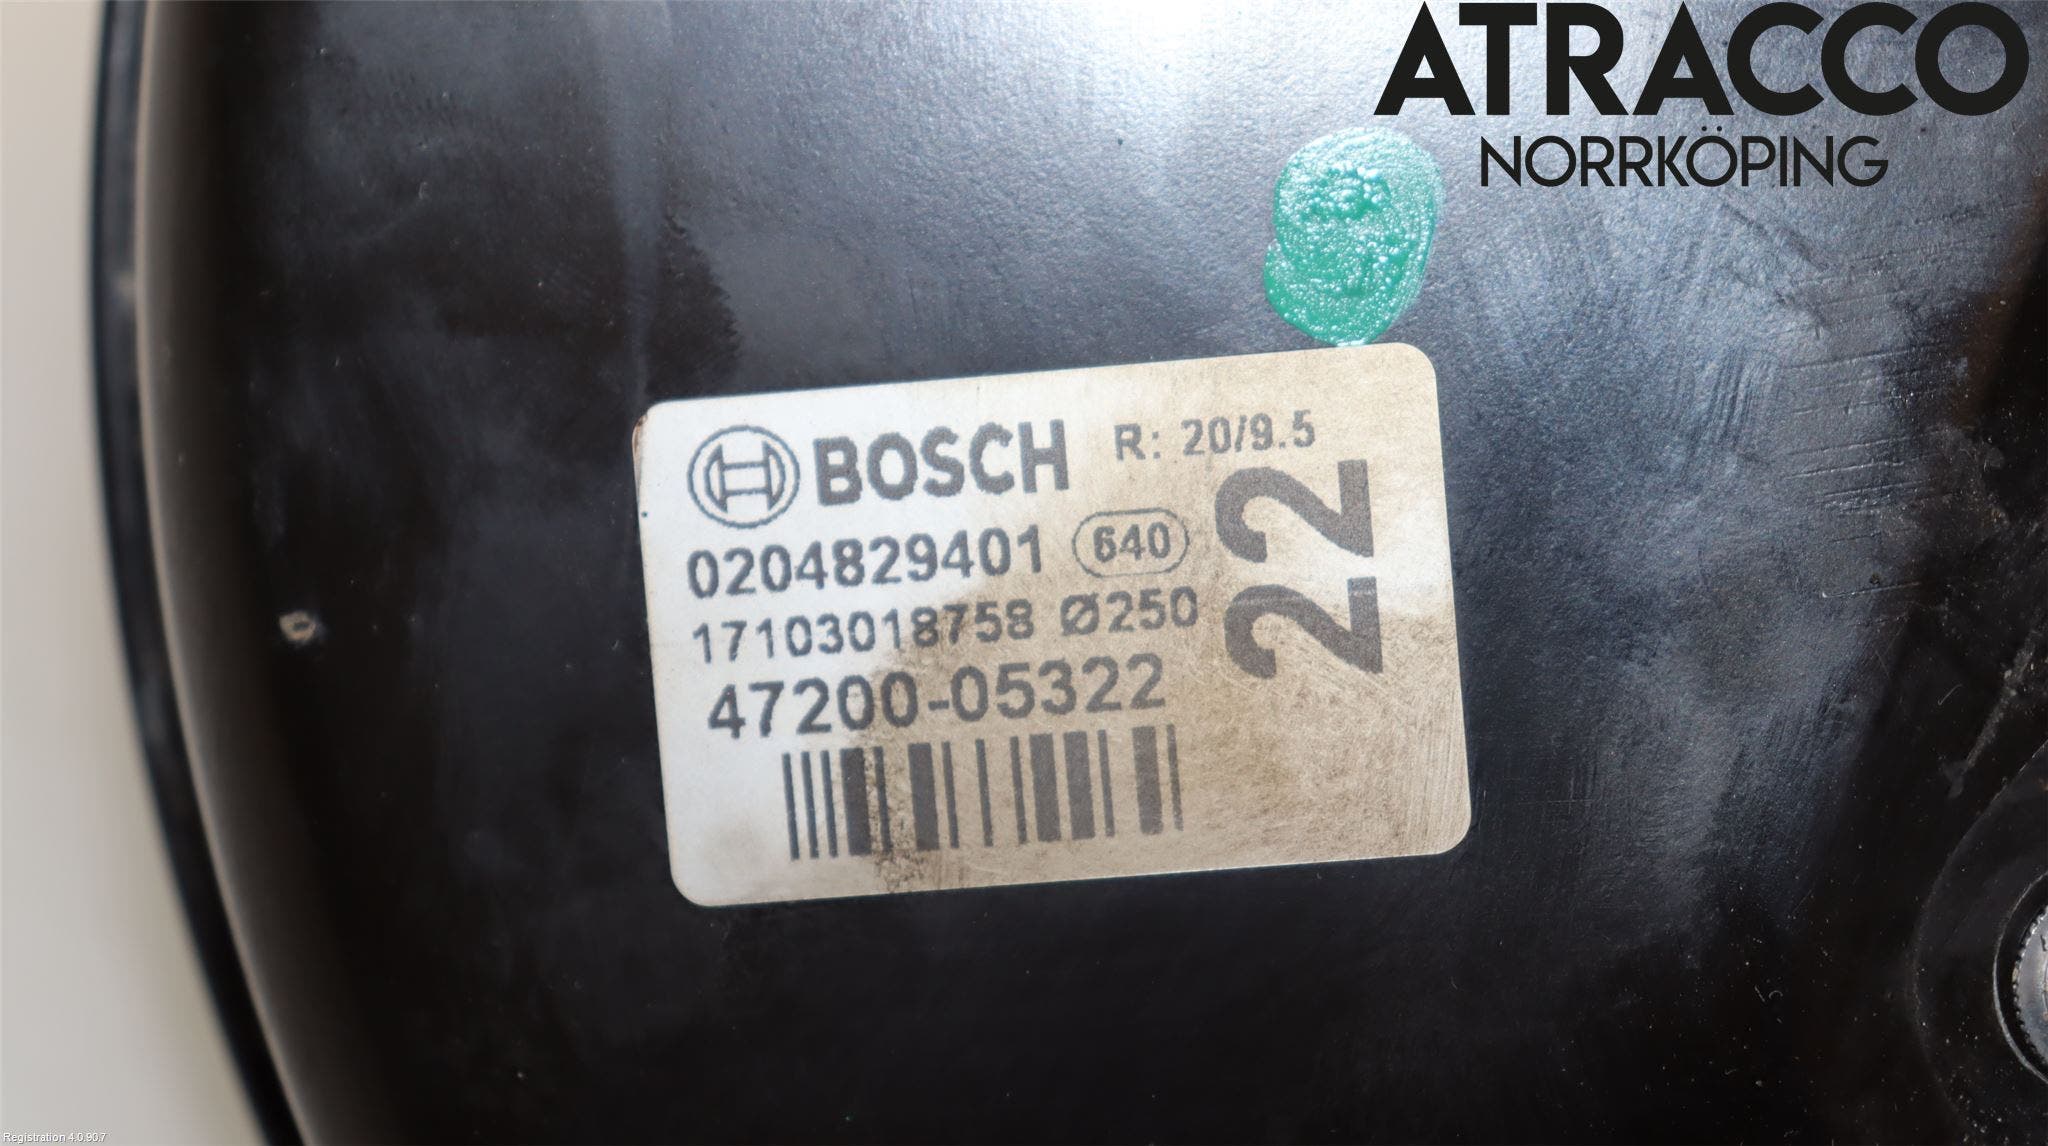 ATRACCO
NORRKÖPING
BOSCH R: 20/9.5
0204829401 640
17103018758 Ø250
47200-05322
22
Registration 4.0.90.7